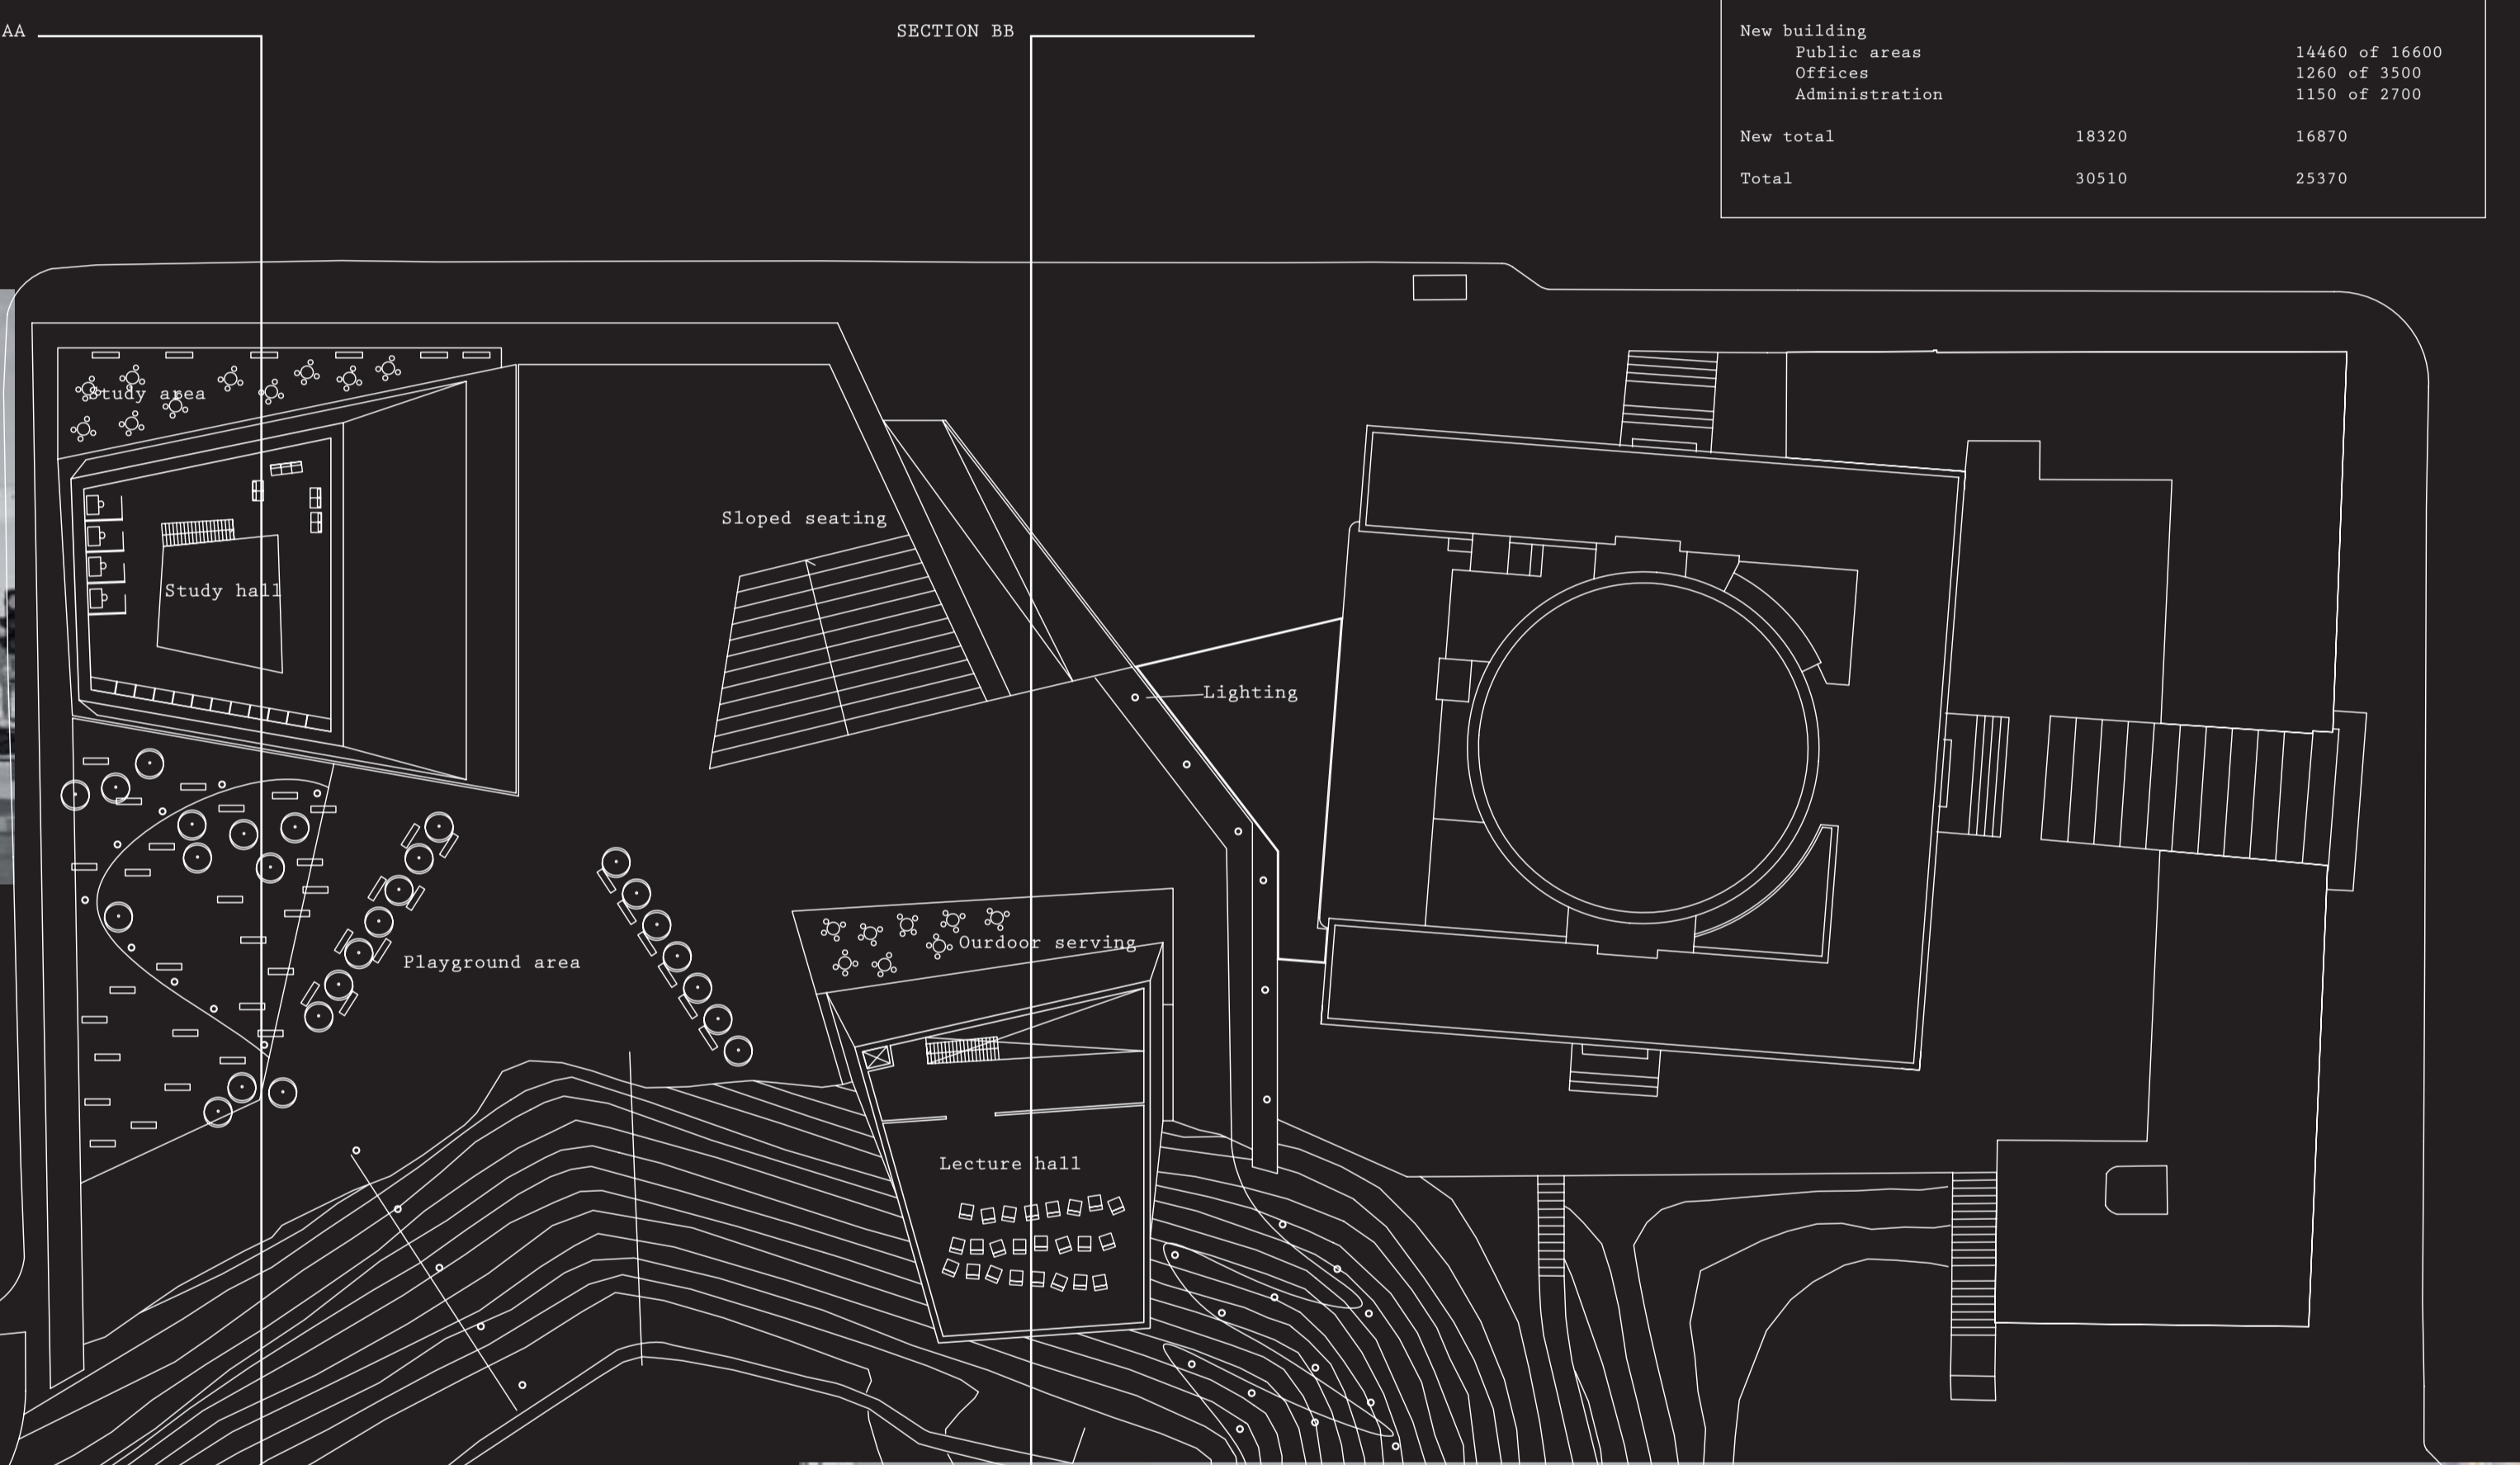 AA
SECTION BB
New building
Public areas 14460 of 16600
Offices 1260 of 3500
Administration 1150 of 2700
New total 18320 16870
Total 30510 25370
Study area
Sloped seating
Study hall
Lighting
Ourdoor serving
Playground area
Lecture hall